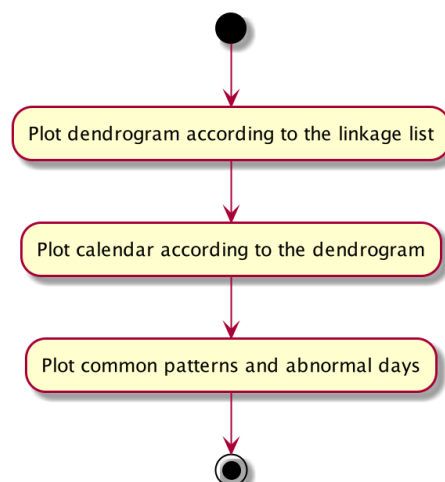 Plot dendrogram according to the linkage list
Plot calendar according to the dendrogram
Plot common patterns and abnormal days